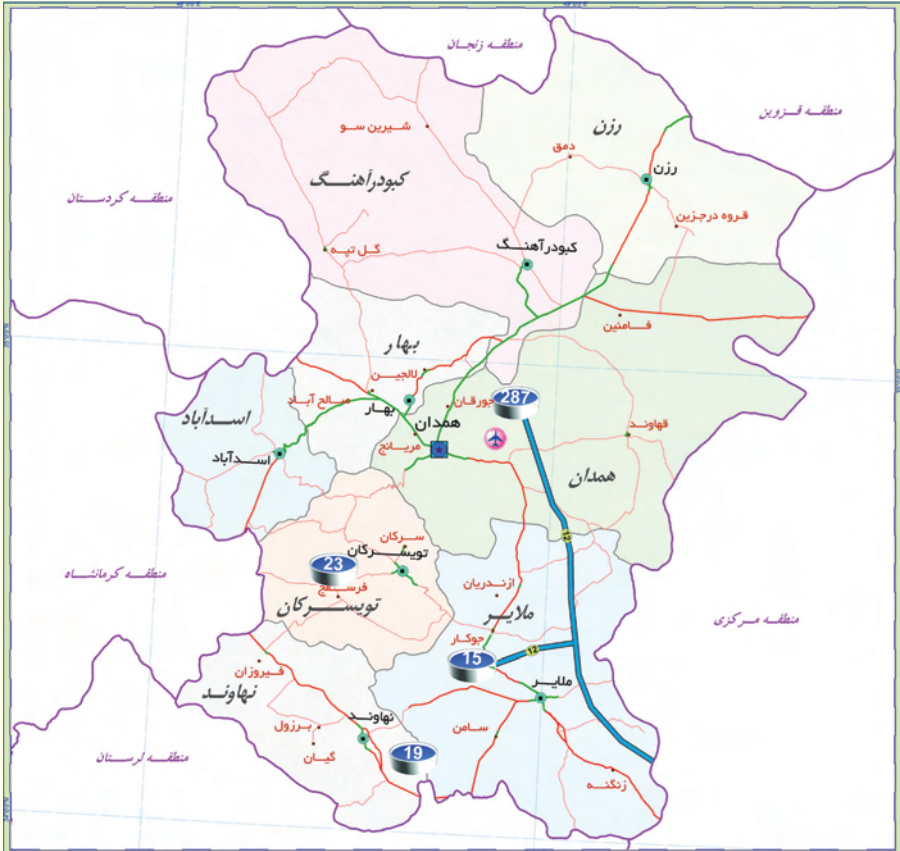 منطقه زنجان
منطقه قزوین
شیرین سو
رزن
دمق
رزن
کبودرآهنگ
منطقه کردستان
قروه درجزین
گل تپه
کبودرآهنگ
فامنین
بهار
لالجین
صالح آباد
بهار
جورقان
287
اسدآباد
همدان
قهاوند
مریانج
اسدآباد
همدان
12
سرکان
تویسرکان
23
فرسفج
تویسرکان
ازندریان
ملایر
منطقه کرمانشاه
منطقه مرکزی
جوکار
12
15
فیروزان
نهاوند
ملایر
نهاوند
برزول
سامن
گیان
19
منطقه لرستان
زنگنه